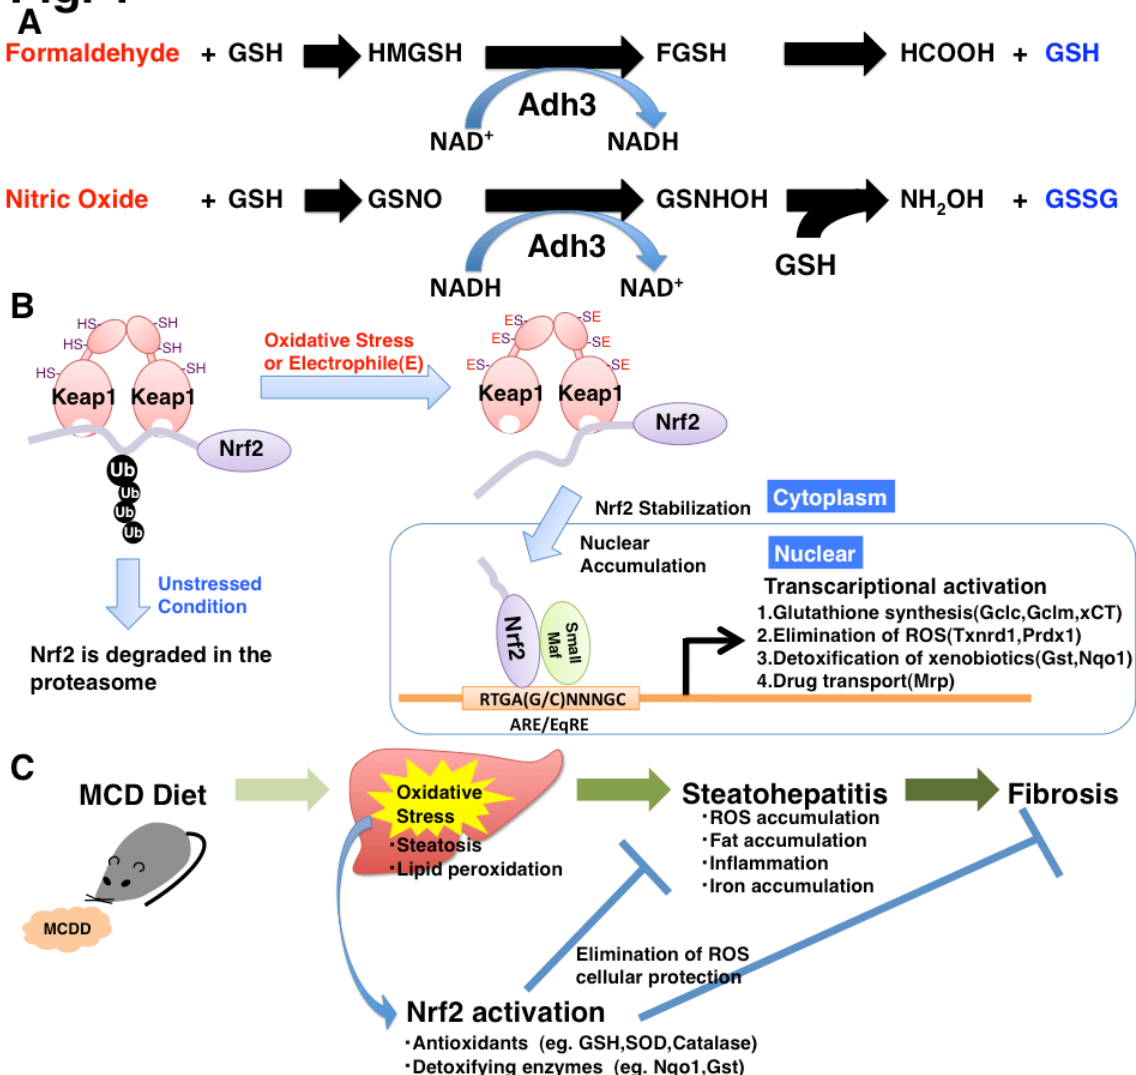 A
Formaldehyde + GSH HMGSH FGSH HCOOH + GSH
Adh3
NAD+ NADH
Nitric Oxide + GSH GSNO GSNHOH NH2OH + GSSG
Adh3
GSH
NADH NAD+
B
HS- -SH
HS- -SH
HS- -SH
Keap1 Keap1
Nrf2
Ub
Ub
Ub
Ub
Unstressed
Condition
Nrf2 is degraded in the
proteasome
Oxidative Stress
or Electrophile(E)
ES- -SE
ES- -SE
ES- -SE
Keap1 Keap1
Nrf2
Nrf2 Stabilization
Cytoplasm
Nuclear
Accumulation
Nuclear
Transcariptional activation
1.Glutathione synthesis(Gclc,Gclm,xCT)
2.Elimination of ROS(Txnrd1,Prdx1)
3.Detoxification of xenobiotics(Gst,Nqo1)
4.Drug transport(Mrp)
Nrf2
Small
Maf
RTGA(G/C)NNNGC
ARE/EqRE
C
MCD Diet
MCDD
Oxidative
Stress
・Steatosis
・Lipid peroxidation
Steatohepatitis
・ROS accumulation
・Fat accumulation
・Inflammation
・Iron accumulation
Fibrosis
Elimination of ROS
cellular protection
Nrf2 activation
・Antioxidants (eg. GSH,SOD,Catalase)
・Detoxifying enzymes (eg. Nqo1,Gst)